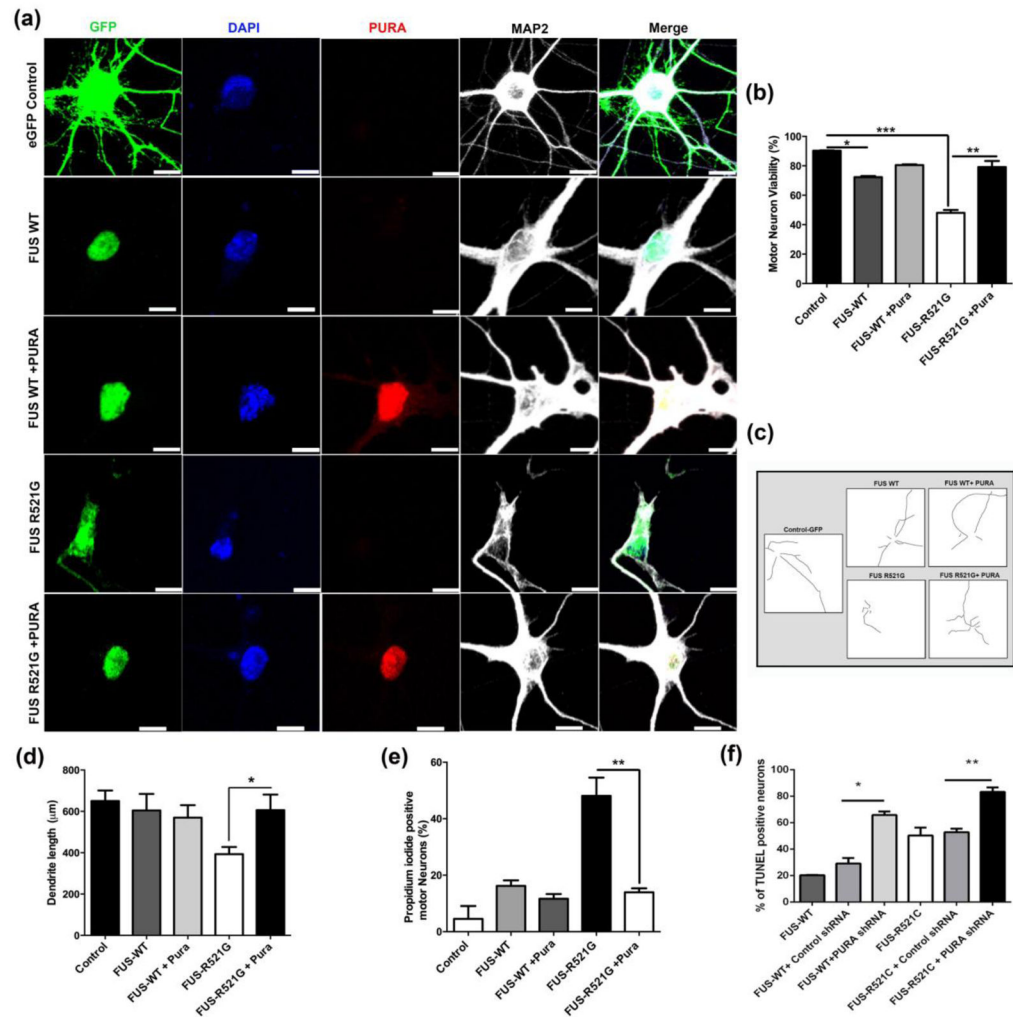 (a)
GFP DAPI PURA MAP2 Merge
eGFP Control
FUS WT
FUS WT +PURA
FUS R521G
FUS R521G +PURA
(b)
Motor Neuron Viability (%)
100
80
60
40
20
0
* *** **
Control
FUS-WT
FUS-WT +Pura
FUS-R521G
FUS-R521G +Pura
(c)
Control-GFP
FUS WT
FUS WT+ PURA
FUS R521G
FUS R521G+ PURA
(d)
Dendrite length (μm)
800
600
400
200
0
*
Control
FUS-WT
FUS-WT + Pura
FUS-R521G
FUS-R521G + Pura
(e)
Propidium iodide positive
motor Neurons (%)
60
40
20
0
**
Control
FUS-WT
FUS-WT +Pura
FUS-R521G
FUS-R521G+Pura
(f)
% of TUNEL positive neurons
100
80
60
40
20
0
* **
FUS-WT
FUS-WT+ Control shRNA
FUS-WT+PURA shRNA
FUS-R521C
FUS-R521C + Control shRNA
FUS-R521C + PURA shRNA